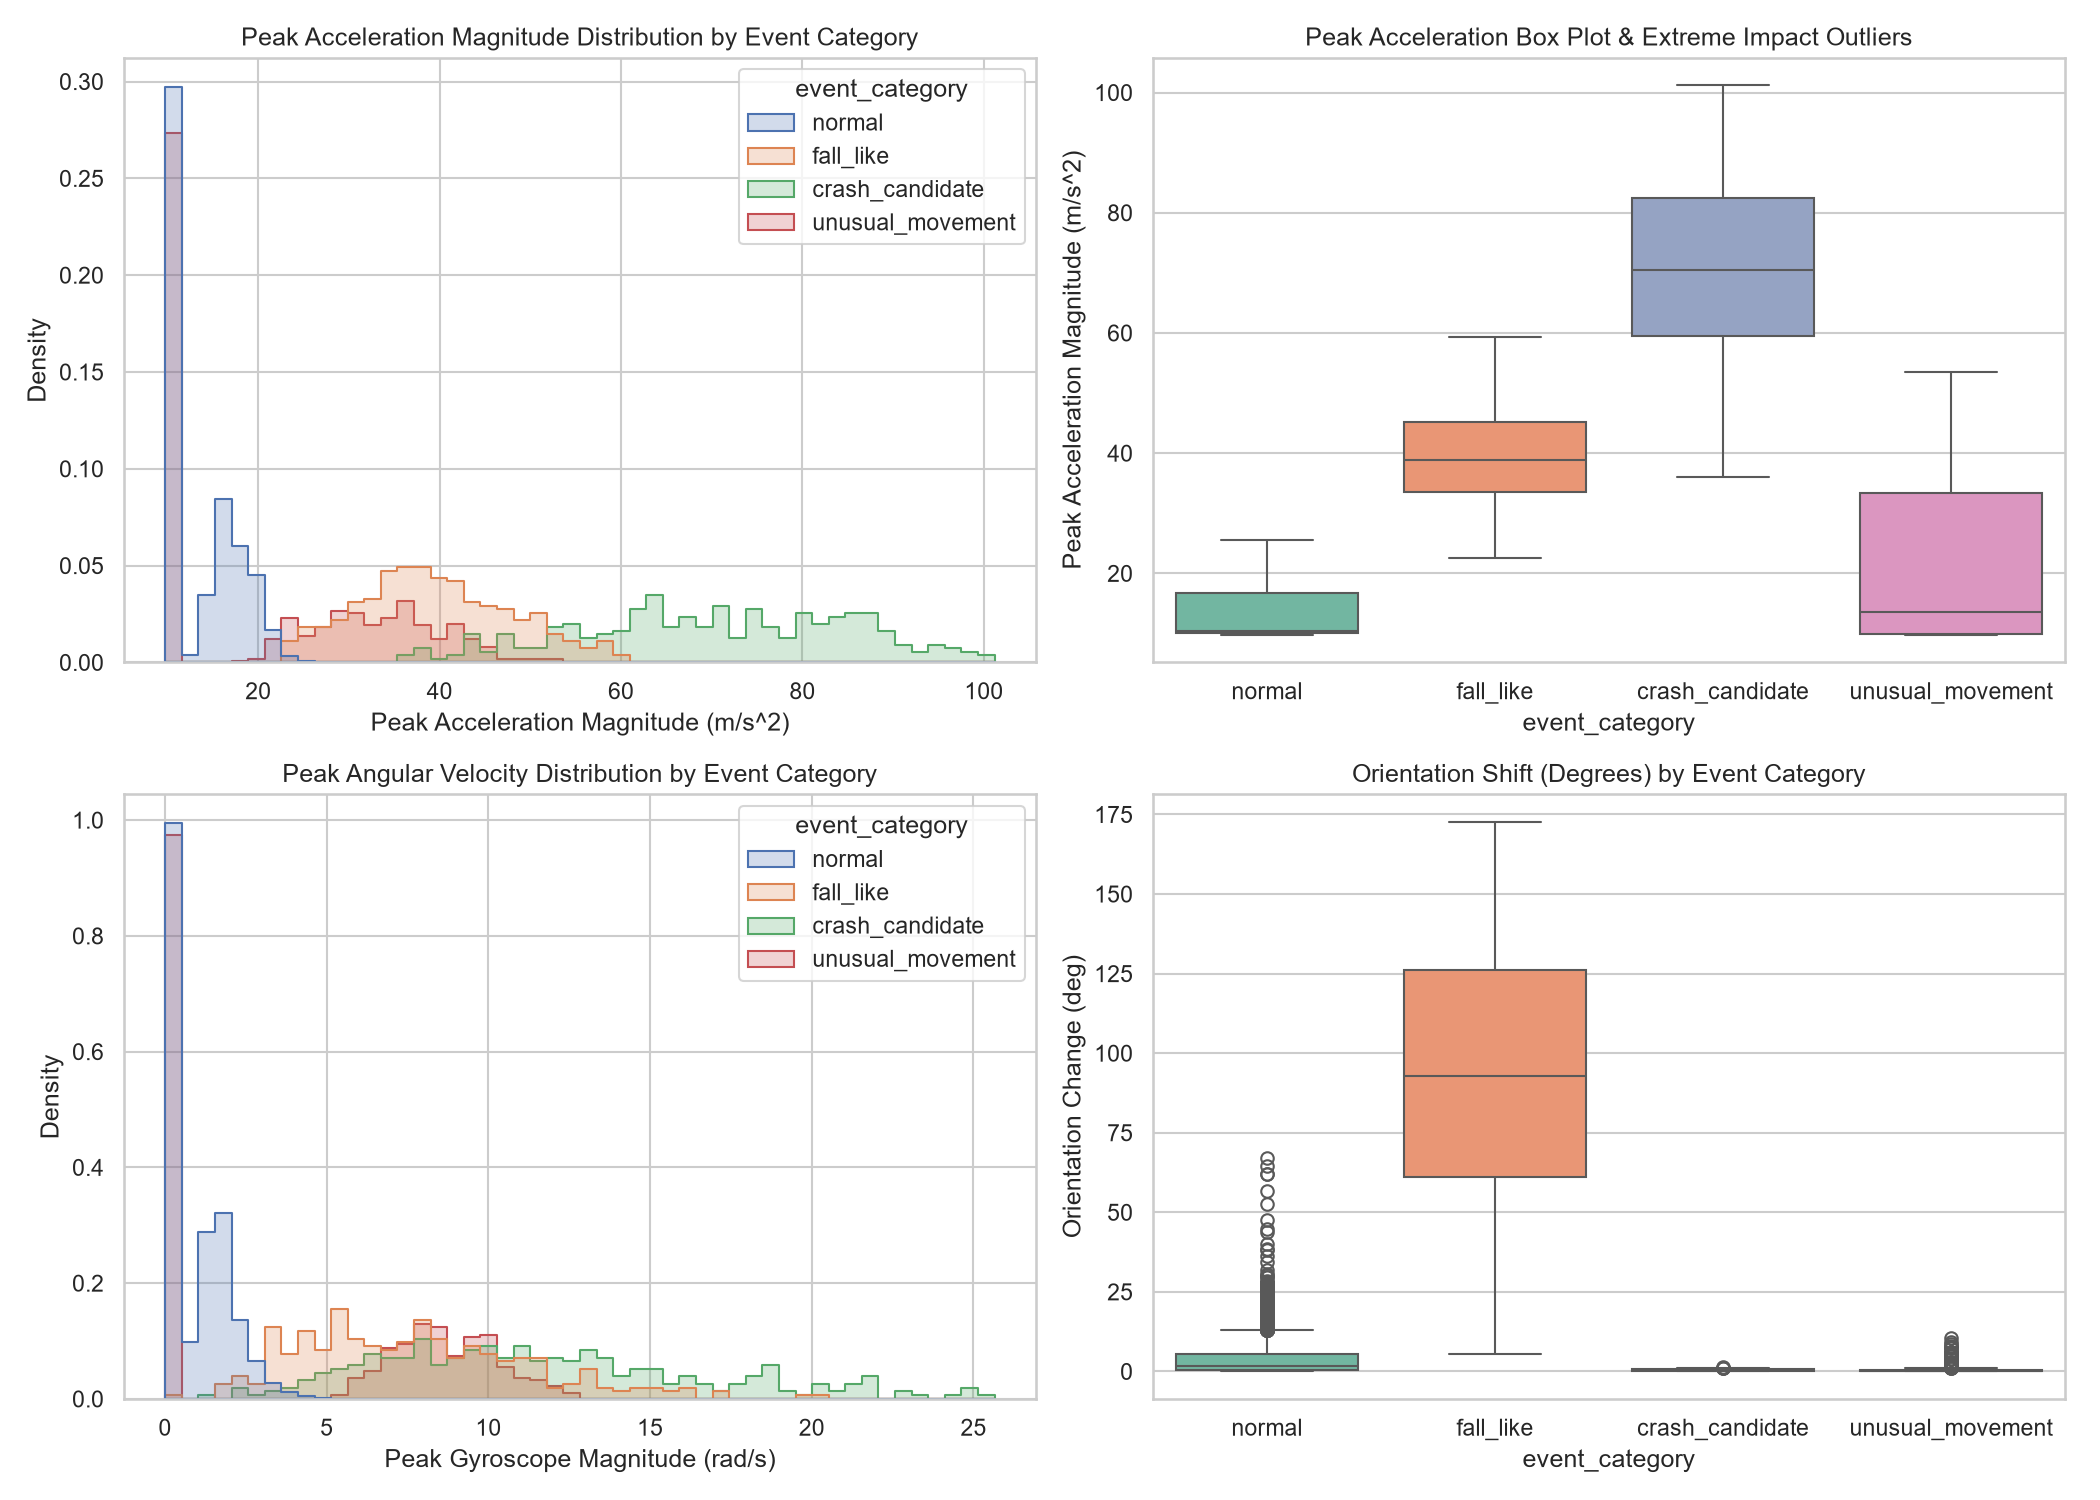 Peak Acceleration Magnitude Distribution by Event Category
0.30
0.25
0.20
0.15
0.10
0.05
0.00
Density
event_category
normal
fall_like
crash_candidate
unusual_movement
20 40 60 80 100
Peak Acceleration Magnitude (m/s^2)
Peak Acceleration Box Plot & Extreme Impact Outliers
100
80
60
40
20
Peak Acceleration Magnitude (m/s^2)
normal fall_like crash_candidate unusual_movement
event_category
Peak Angular Velocity Distribution by Event Category
1.0
0.8
0.6
0.4
0.2
0.0
Density
event_category
normal
fall_like
crash_candidate
unusual_movement
0 5 10 15 20 25
Peak Gyroscope Magnitude (rad/s)
Orientation Shift (Degrees) by Event Category
175
150
125
100
75
50
25
0
Orientation Change (deg)
normal fall_like crash_candidate unusual_movement
event_category